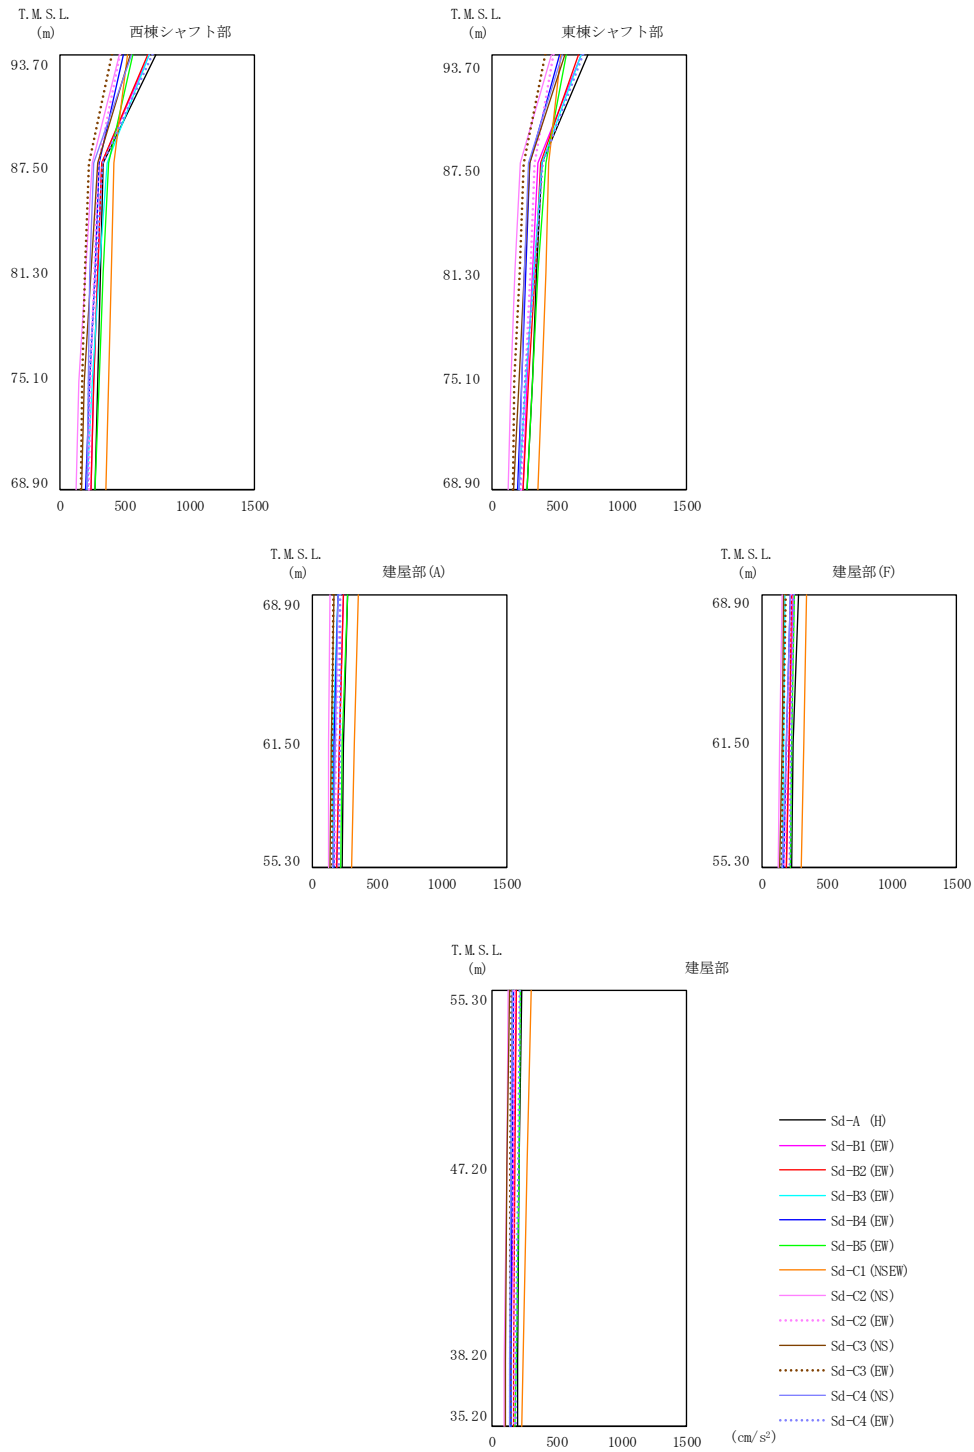 T.M.S.L.
(m)
西棟シャフト部
93.70
87.50
81.30
75.10
68.90
0 500 1000 1500
T.M.S.L.
(m)
東棟シャフト部
93.70
87.50
81.30
75.10
68.90
0 500 1000 1500
T.M.S.L.
(m)
建屋部(A)
68.90
61.50
55.30
0 500 1000 1500
T.M.S.L.
(m)
建屋部(F)
68.90
61.50
55.30
0 500 1000 1500
T.M.S.L.
(m)
建屋部
55.30
47.20
38.20
35.20
0 500 1000 1500
(cm/s²)
Sd-A (H)
Sd-B1(EW)
Sd-B2(EW)
Sd-B3(EW)
Sd-B4(EW)
Sd-B5(EW)
Sd-C1(NSEW)
Sd-C2(NS)
Sd-C2(EW)
Sd-C3(NS)
Sd-C3(EW)
Sd-C4(NS)
Sd-C4(EW)